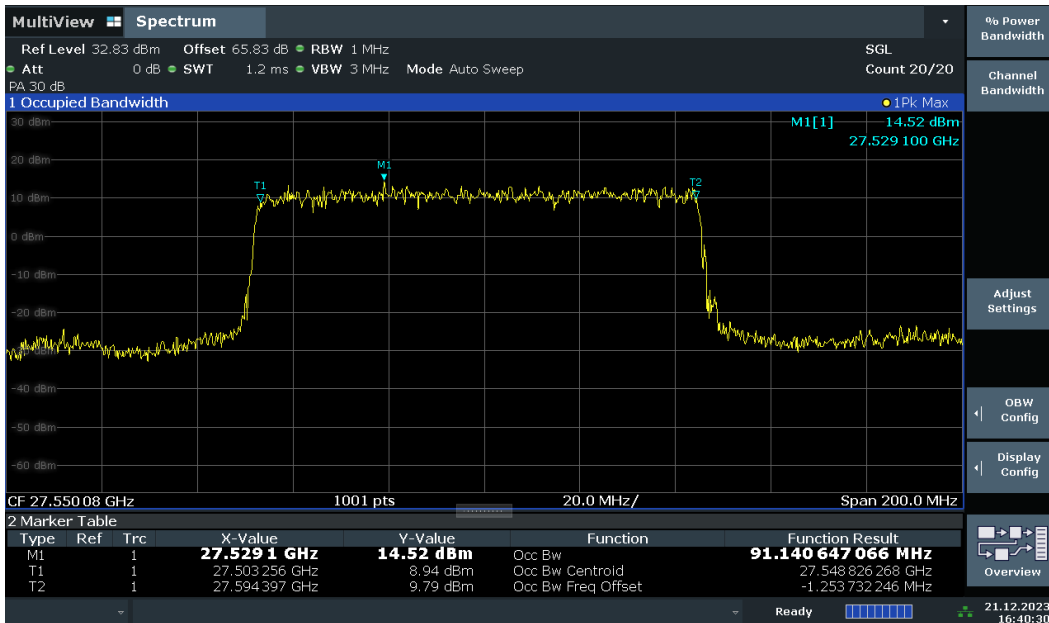 MultiView Spectrum
Ref Level 32.83 dBm Offset 65.83 dB RBW 1 MHz SGL
Att 0 dB SWT 1.2 ms VBW 3 MHz Mode Auto Sweep Count 20/20
PA 30 dB
1 Occupied Bandwidth 1Pk Max
30 dBm M1[1] 14.52 dBm
27.529 100 GHz
20 dBm
M1
T1 T2
10 dBm
0 dBm
-10 dBm
-20 dBm
-40 dBm
-50 dBm
-60 dBm
CF 27.550 08 GHz 1001 pts 20.0 MHz/ Span 200.0 MHz
2 Marker Table
Type Ref Trc X-Value Y-Value Function Function Result
M1 1 27.529 1 GHz 14.52 dBm Occ Bw 91.140 647 066 MHz
T1 1 27.503 256 GHz 8.94 dBm Occ Bw Centroid 27.548 826 268 GHz
T2 1 27.594 397 GHz 9.79 dBm Occ Bw Freq Offset -1.253 732 246 MHz
Ready 21.12.2023
16:40:30
% Power
Bandwidth
Channel
Bandwidth
Adjust
Settings
OBW
Config
Display
Config
Overview